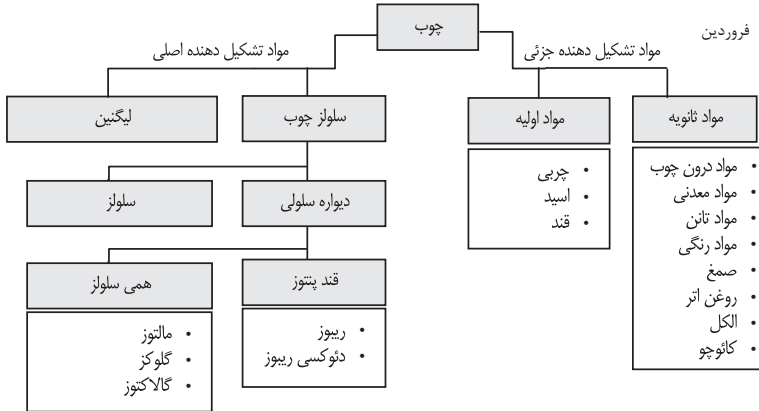 فروردین
چوب
مواد تشکیل دهنده جزئی
مواد تشکیل دهنده اصلی
مواد ثانویه
مواد اولیه
سلولز چوب
لیگنین
مواد درون چوب
مواد معدنی
مواد تانن
مواد رنگی
صمغ
روغن اتر
الکل
کائوچو
چربی
اسید
قند
دیواره سلولی
سلولز
قند پنتوز
همی سلولز
ریبوز
دئوکسی ریبوز
مالتوز
گلوکز
گالاکتوز